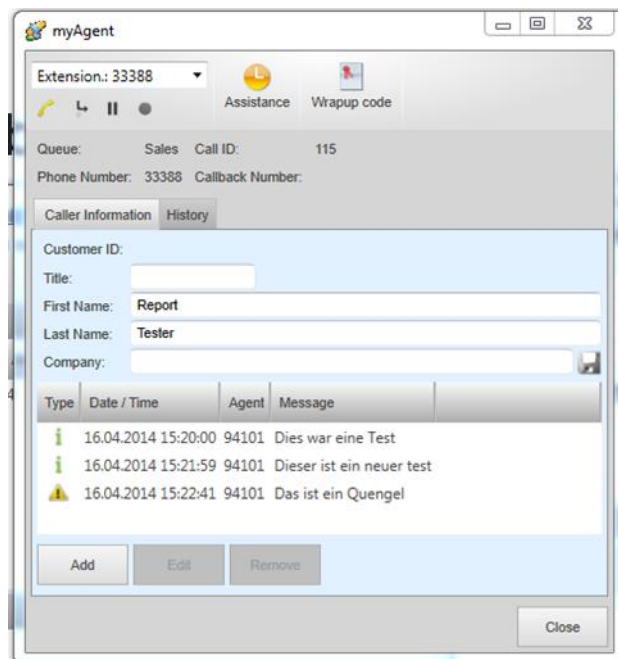 myAgent
Extension.: 33388
Assistance
Wrapup code
Queue: Sales Call ID: 115
Phone Number: 33388 Callback Number:
Caller Information History
Customer ID:
Title:
First Name: Report
Last Name: Tester
Company:
Type Date / Time Agent Message
16.04.2014 15:20:00 94101 Dies war eine Test
16.04.2014 15:21:59 94101 Dieser ist ein neuer test
16.04.2014 15:22:41 94101 Das ist ein Quengel
Add Edit Remove
Close